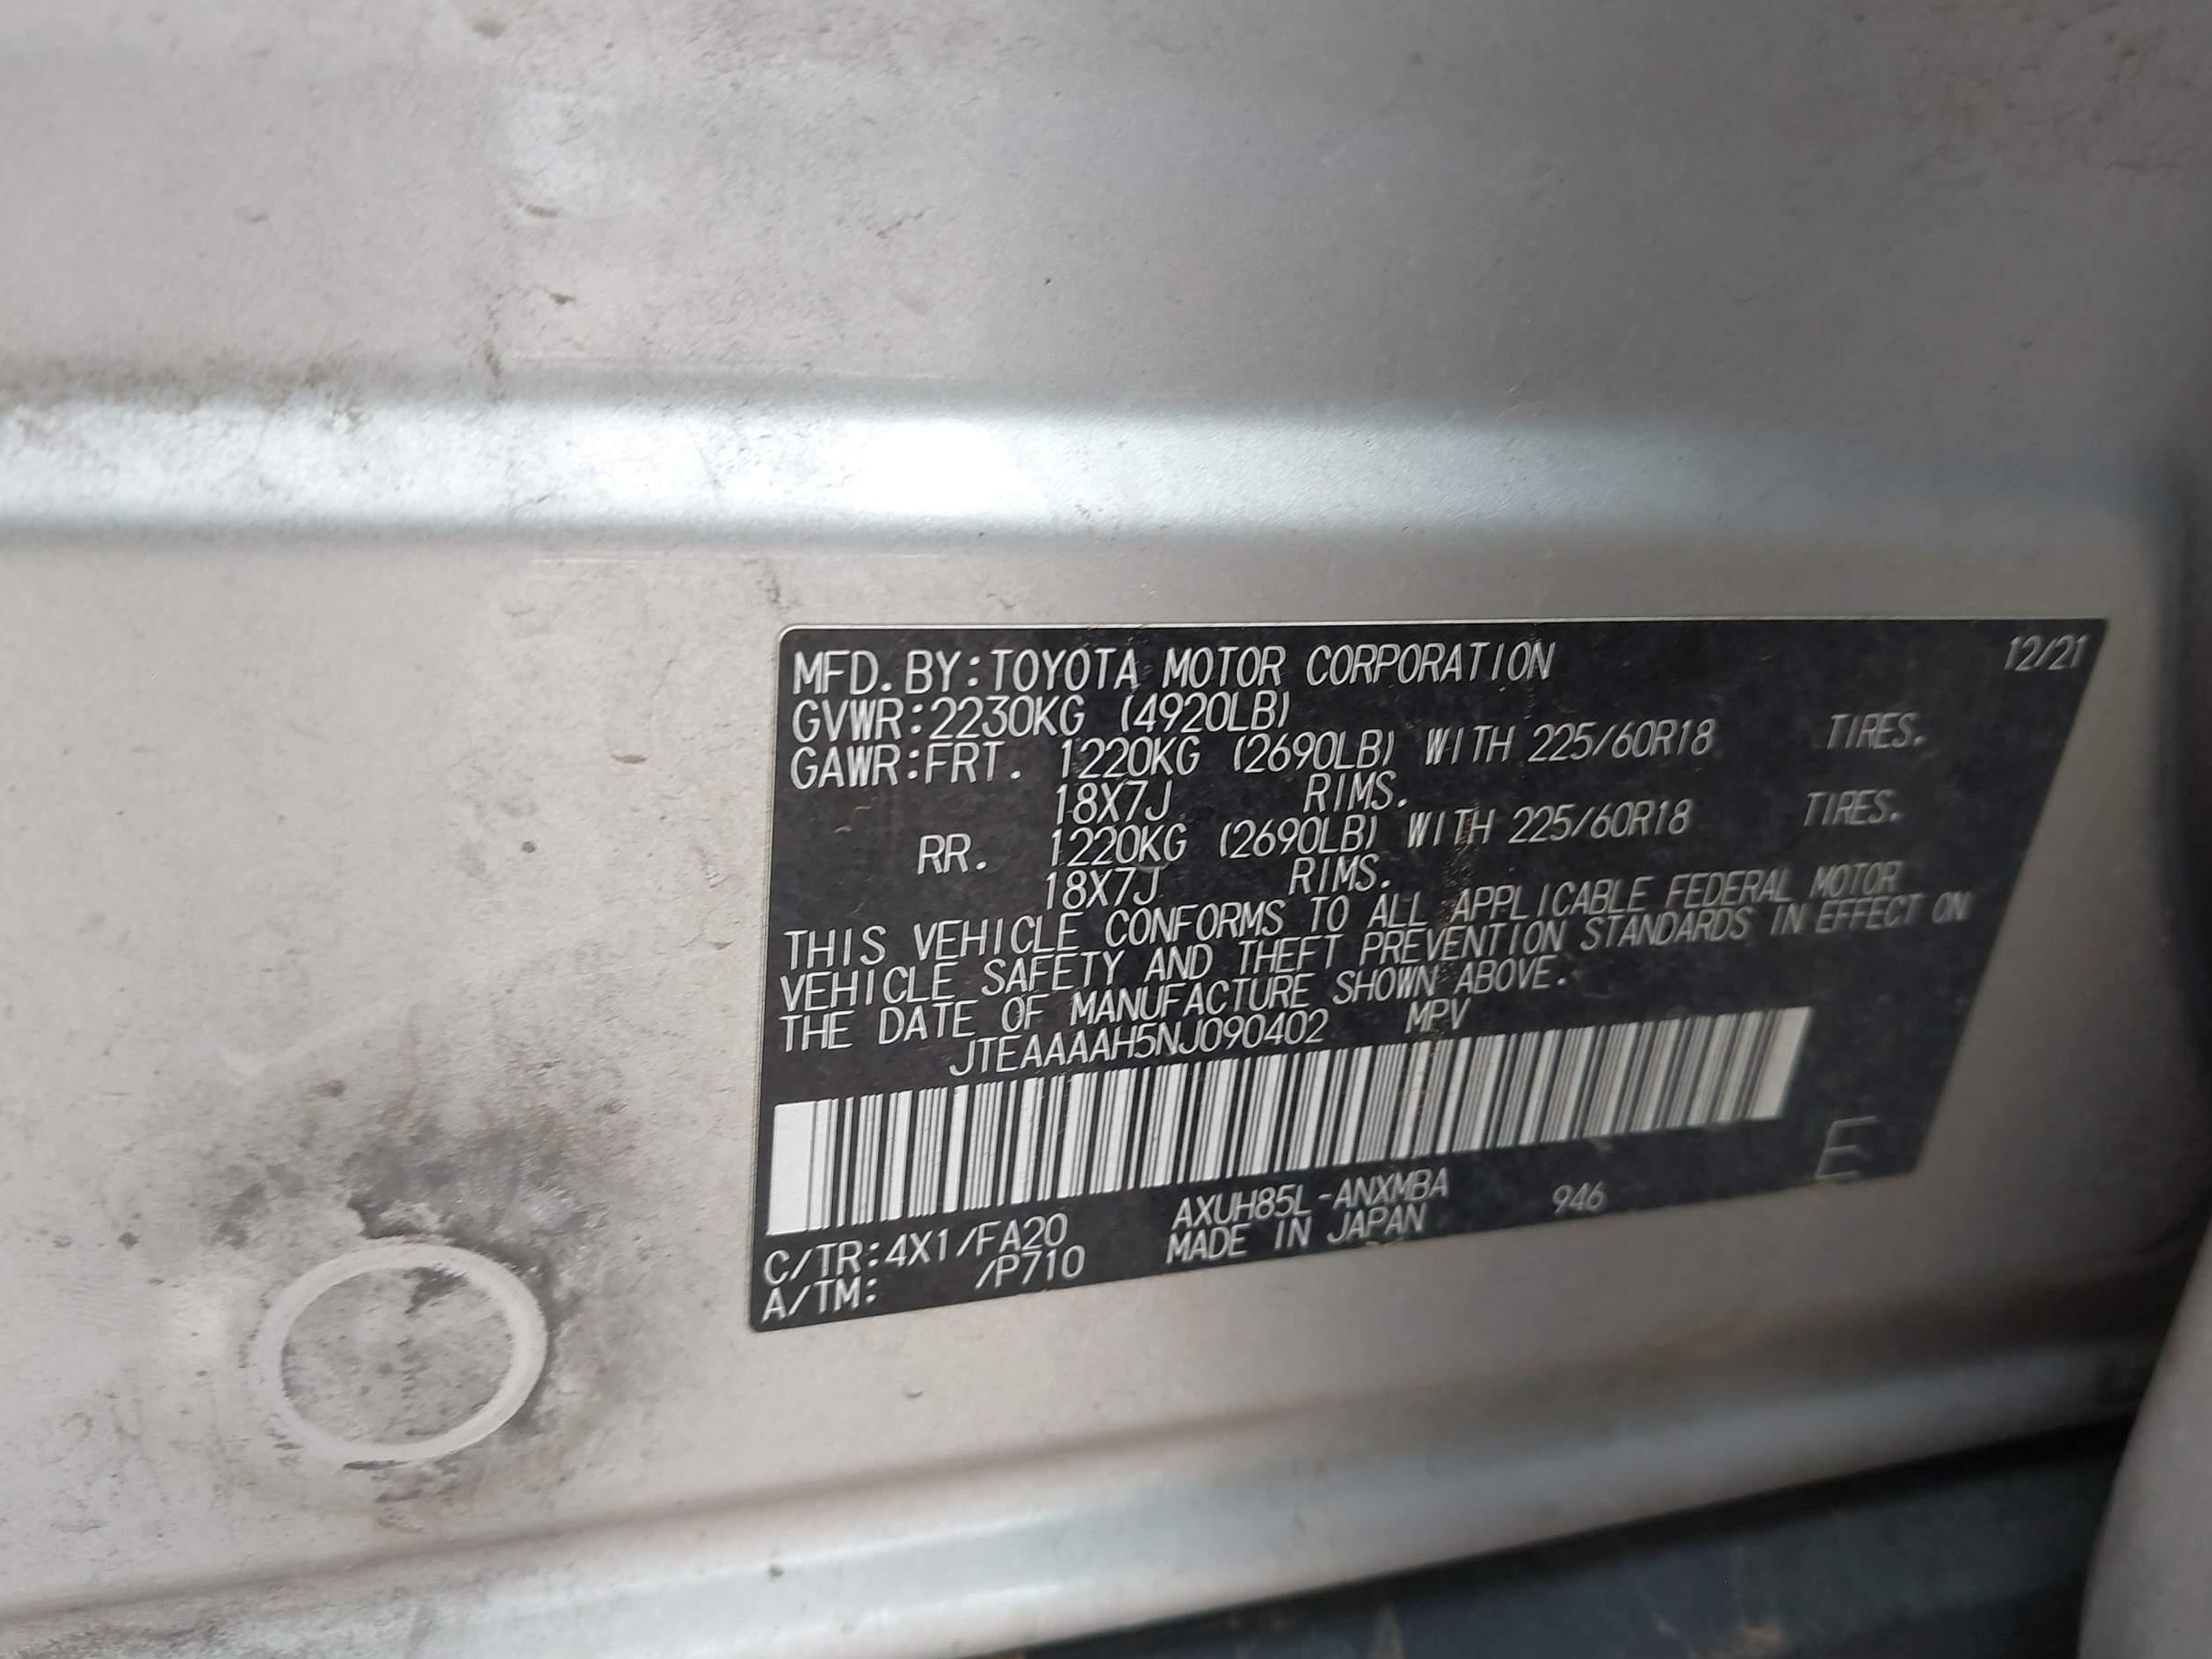 12/21
MFD.BY:TOYOTA MOTOR CORPORATION
GVWR:2230KG (4920LB)
GAWR:FRT. 1220KG (2690LB) WITH 225/60R18 TIRES.
18X7J RIMS.
RR. 1220KG (2690LB) WITH 225/60R18 TIRES.
18X7J RIMS.
THIS VEHICLE CONFORMS TO ALL APPLICABLE FEDERAL MOTOR
VEHICLE SAFETY AND THEFT PREVENTION STANDARDS IN EFFECT ON
THE DATE OF MANUFACTURE SHOWN ABOVE.
JTEAAAAH5NJ090402 MPV
E
C/TR:4X1/FA20 AXUH85L-ANXMBA 946
A/TM: /P710 MADE IN JAPAN